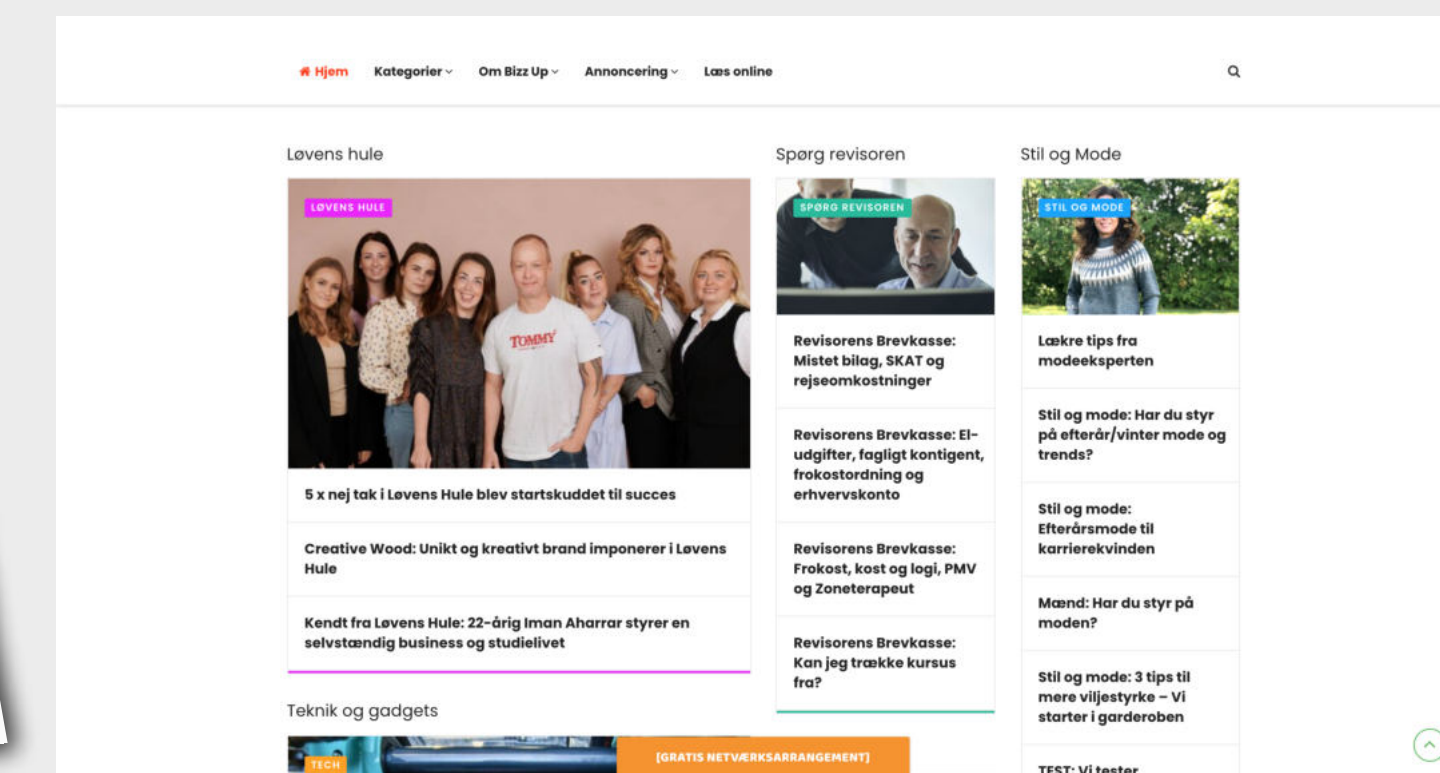 Hjem Kategorier Om Bizz Up Annoncering Læs online
Løvens hule
LØVENS HULE
TOMMY
5 x nej tak i Løvens Hule blev startskuddet til succes
Creative Wood: Unikt og kreativt brand imponerer i Løvens
Hule
Kendt fra Løvens Hule: 22-årig Iman Aharrar styrer en
selvstændig business og studielivet
Teknik og gadgets
TECH
Spørg revisoren
SPØRG REVISOREN
Revisorens Brevkasse:
Mistet bilag, SKAT og
rejseomkostninger
Revisorens Brevkasse: El-
udgifter, fagligt kontigent,
frokostordning og
erhvervskonto
Revisorens Brevkasse:
Frokost, kost og logi, PMV
og Zoneterapeut
Revisorens Brevkasse:
Kan jeg trække kursus
fra?
Stil og Mode
STIL OG MODE
Lækre tips fra
modeeksperten
Stil og mode: Har du styr
på efterår/vinter mode og
trends?
Stil og mode:
Efterårsmode til
karrierekvinden
Mænd: Har du styr på
moden?
Stil og mode: 3 tips til
mere viljestyrke – Vi
starter i garderoben
TEST: Vi tester
[GRATIS NETVÆRKSARRANGEMENT]